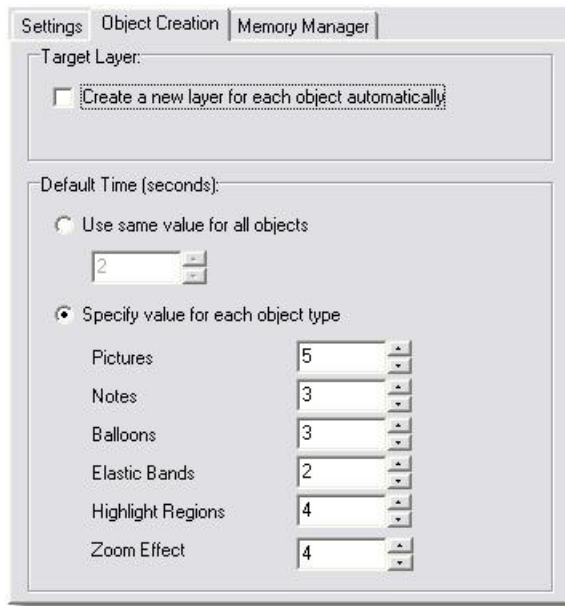 Settings Object Creation Memory Manager
Target Layer:
Create a new layer for each object automatically
Default Time (seconds):
Use same value for all objects
2
Specify value for each object type
Pictures 5
Notes 3
Balloons 3
Elastic Bands 2
Highlight Regions 4
Zoom Effect 4